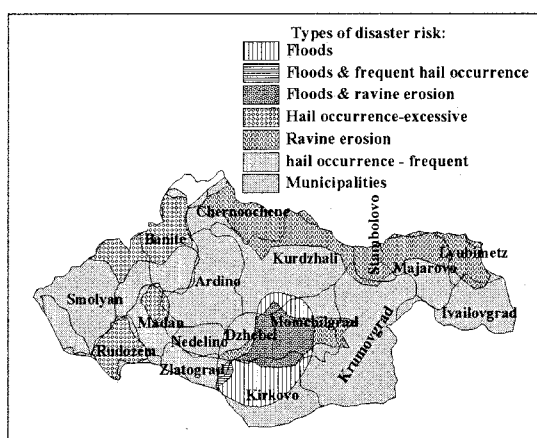 Types of disaster risk:
Floods
Floods & frequent hail occurrence
Floods & ravine erosion
Hail occurrence-excessive
Ravine erosion
hail occurrence - frequent
Municipalities
Chernoochene
Stambolovo
Banite
Lyubimetz
Kurdzhali
Majarovo
Ardino
Smolyan
Ivailovgrad
Madan
Momchilgrad
Dzhebel
Nedelino
Rudozem
Krumovgrad
Zlatograd
Kirkovo